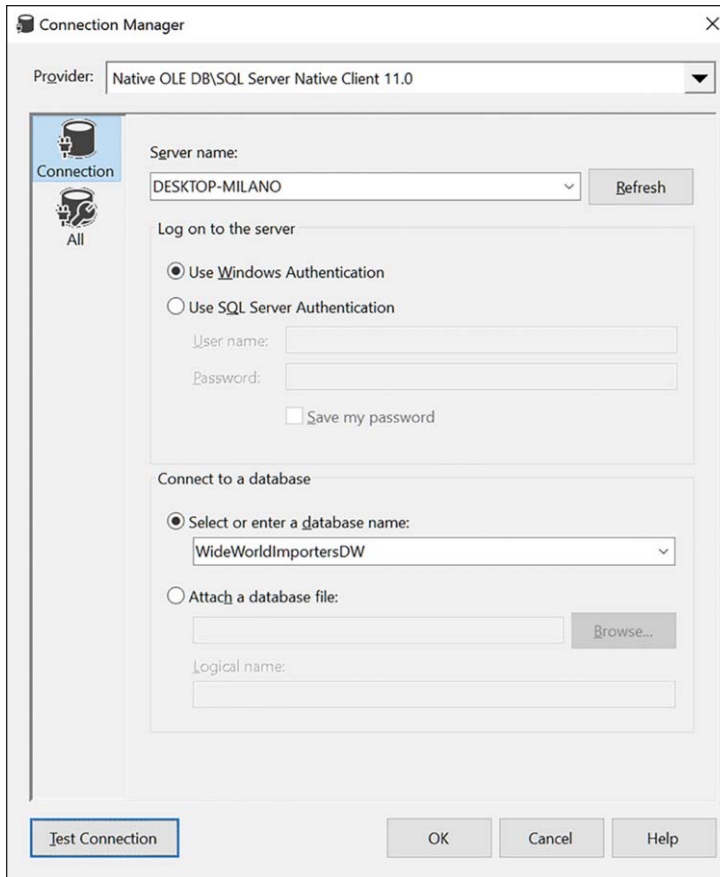 Connection Manager
Provider: Native OLE DB\SQL Server Native Client 11.0
Connection
All
Server name:
DESKTOP-MILANO
Refresh
Log on to the server
Use Windows Authentication
Use SQL Server Authentication
User name:
Password:
Save my password
Connect to a database
Select or enter a database name:
WideWorldImportersDW
Attach a database file:
Browse...
Logical name:
Test Connection OK Cancel Help